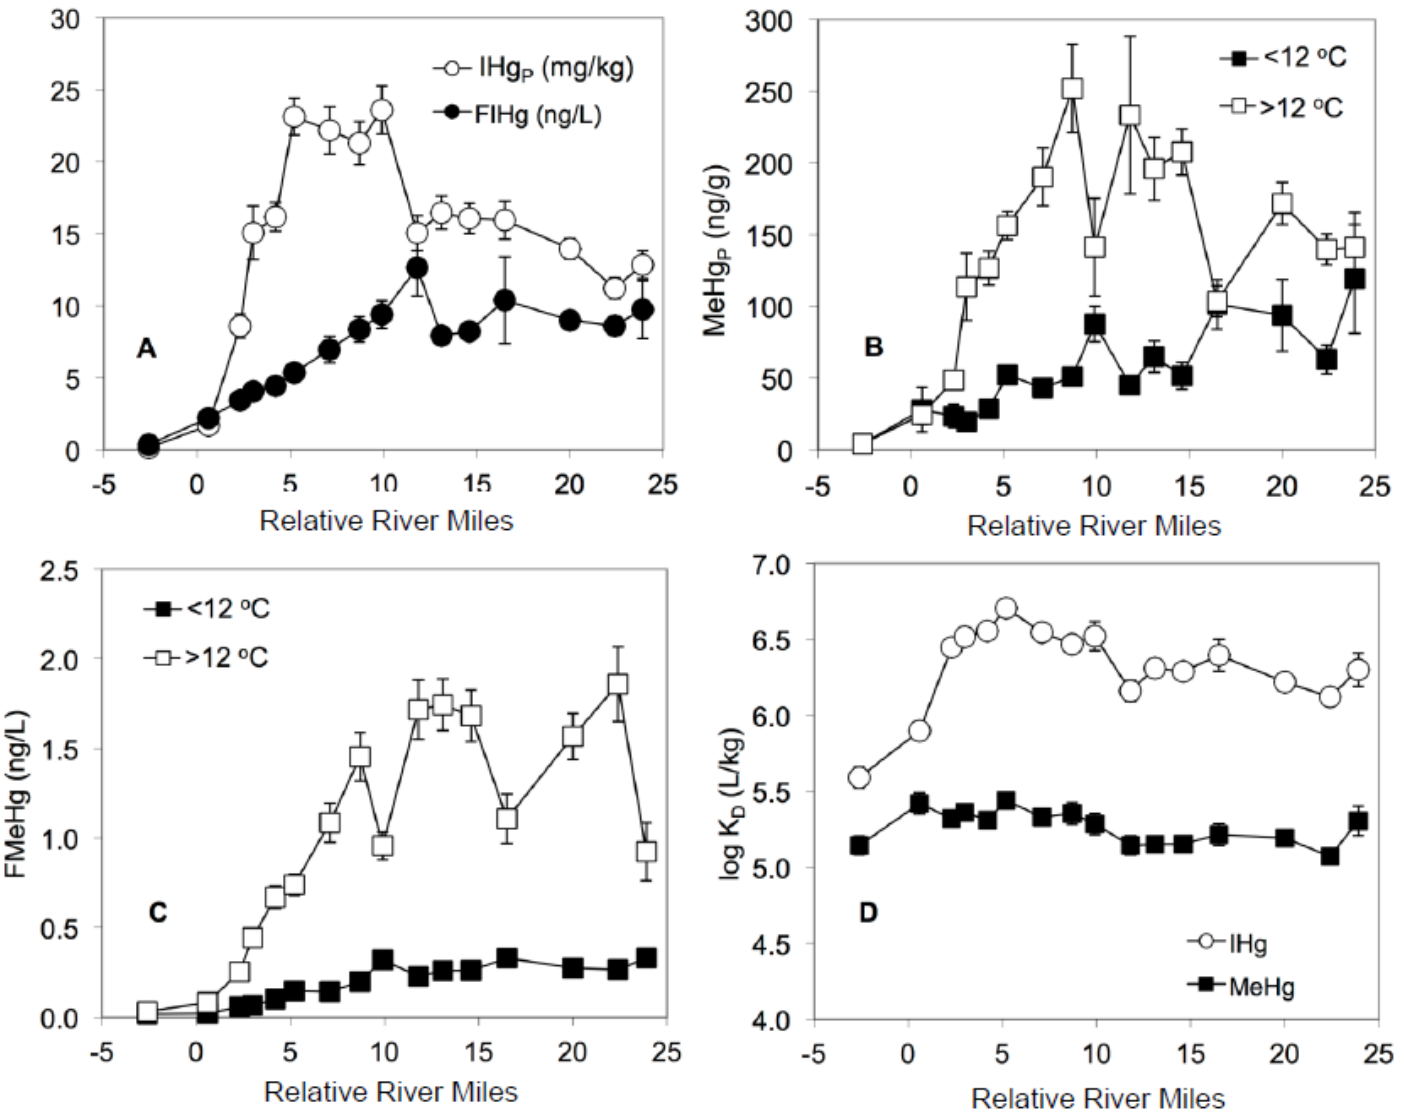 30
25
20
15
10
5
0
IHgP (mg/kg)
FIHg (ng/L)
A
-5 0 5 10 15 20 25
Relative River Miles
300
250
200
150
100
50
0
MeHgP (ng/g)
<12 ºC
>12 ºC
B
-5 0 5 10 15 20 25
Relative River Miles
2.5
2.0
1.5
1.0
0.5
0.0
FMeHg (ng/L)
<12 ºC
>12 ºC
C
-5 0 5 10 15 20 25
Relative River Miles
7.0
6.5
6.0
5.5
5.0
4.5
4.0
log KD (L/kg)
D
IHg
MeHg
-5 0 5 10 15 20 25
Relative River Miles